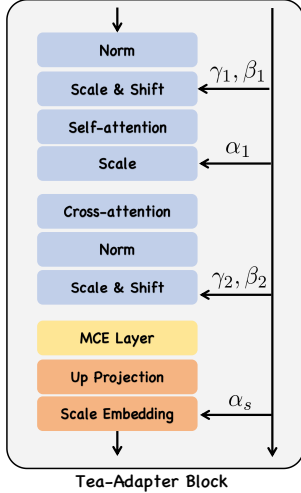 Norm
Scale & Shift
γ₁, β₁
Self-attention
Scale
α₁
Cross-attention
Norm
Scale & Shift
γ₂, β₂
MCE Layer
Up Projection
Scale Embedding
αₛ
Tea-Adapter Block